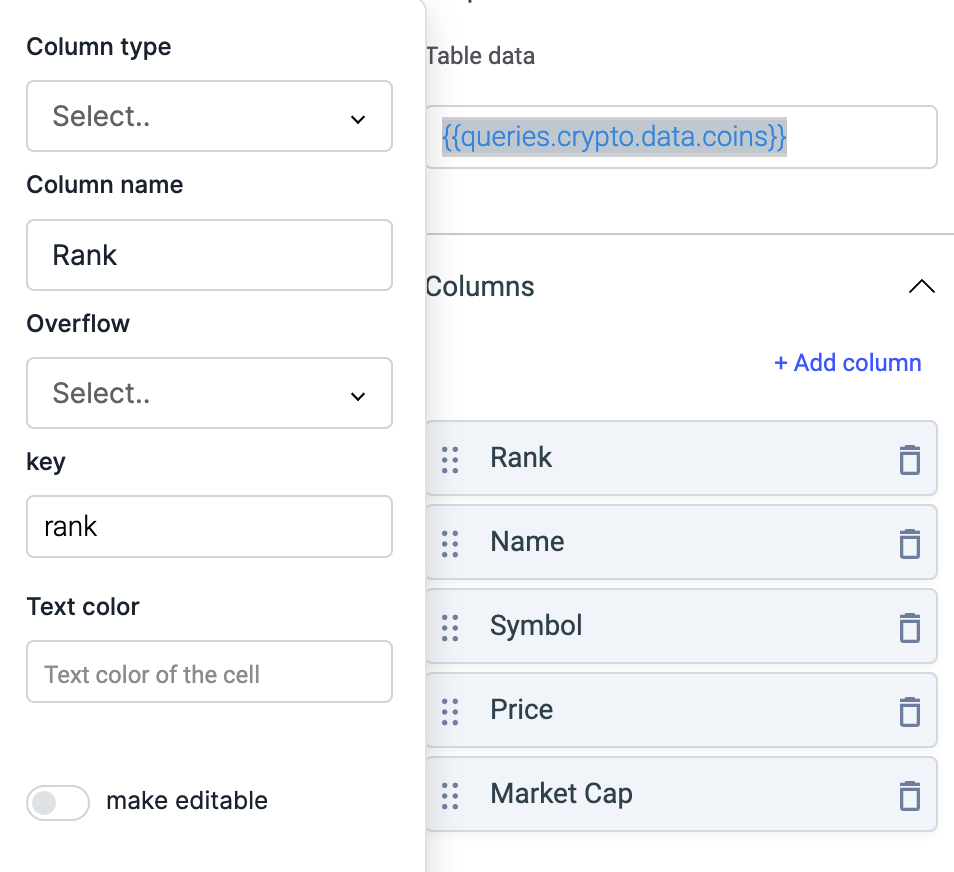 Column type
Select..
Column name
Rank
Overflow
Select..
key
rank
Text color
Text color of the cell
make editable
Table data
{{queries.crypto.data.coins}}
Columns
+ Add column
Rank
Name
Symbol
Price
Market Cap